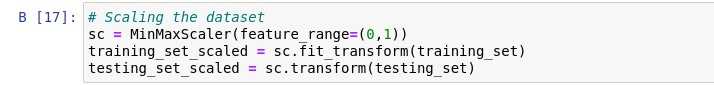 В [17]: # Scaling the dataset
sc = MinMaxScaler(feature_range=(0,1))
training_set_scaled = sc.fit_transform(training_set)
testing_set_scaled = sc.transform(testing_set)